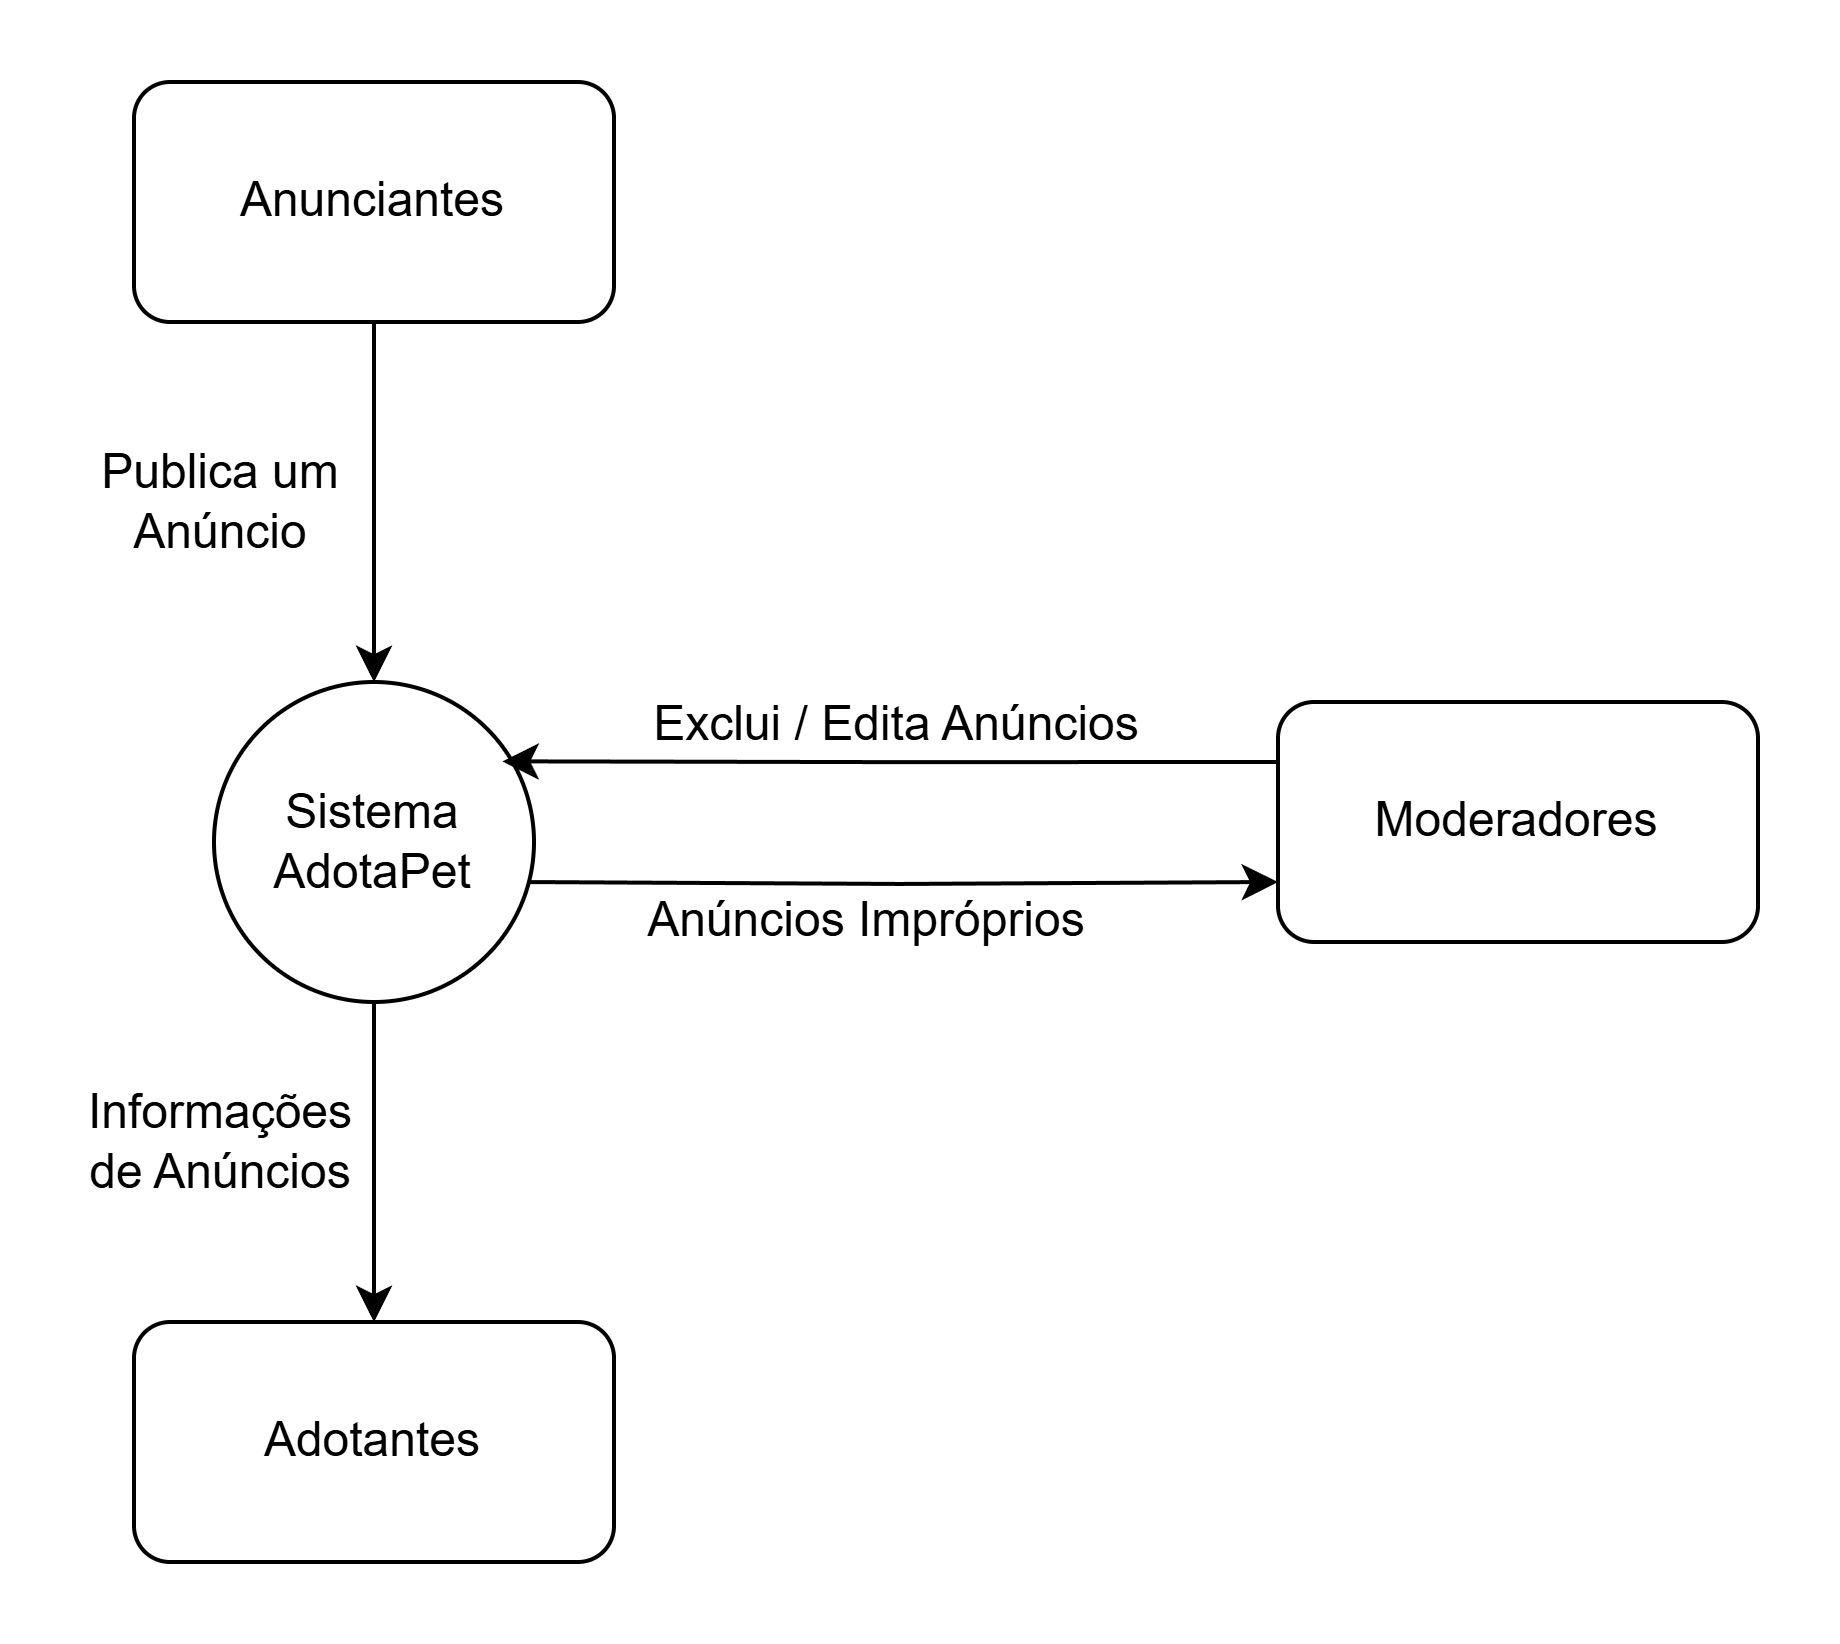 Anunciantes
Publica um
Anúncio
Exclui / Edita Anúncios
Sistema
AdotaPet
Moderadores
Anúncios Impróprios
Informações
de Anúncios
Adotantes